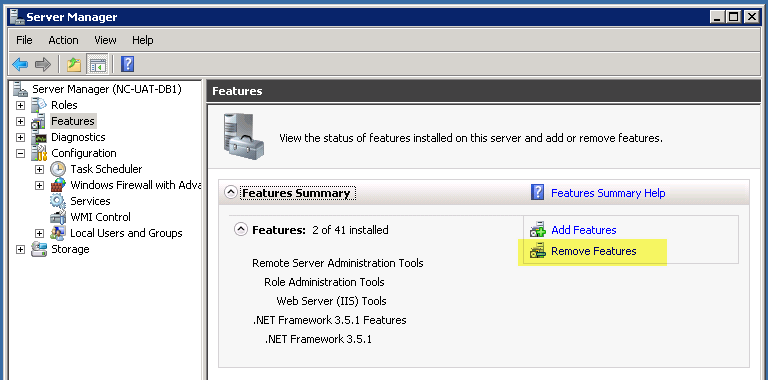 Server Manager
File Action View Help
Server Manager (NC-UAT-DB1)
Roles
Features
Diagnostics
Configuration
Task Scheduler
Windows Firewall with Adva
Services
WMI Control
Local Users and Groups
Storage
Features
View the status of features installed on this server and add or remove features.
Features Summary
Features Summary Help
Features: 2 of 41 installed
Add Features
Remove Features
Remote Server Administration Tools
Role Administration Tools
Web Server (IIS) Tools
.NET Framework 3.5.1 Features
.NET Framework 3.5.1